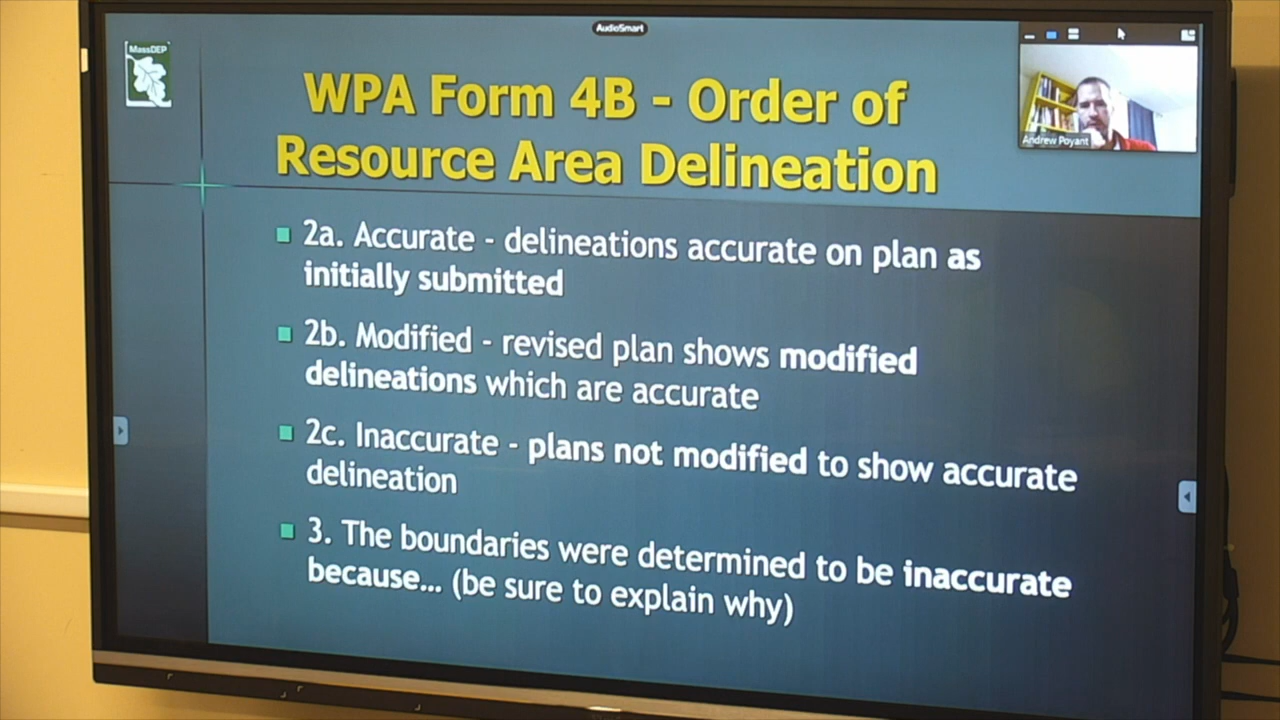 AudioSmart
MassDEP
WPA Form 4B - Order of
Resource Area Delineation
Andrew Poyant
2a. Accurate - delineations accurate on plan as
initially submitted
2b. Modified - revised plan shows modified
delineations which are accurate
2c. Inaccurate - plans not modified to show accurate
delineation
3. The boundaries were determined to be inaccurate
because... (be sure to explain why)